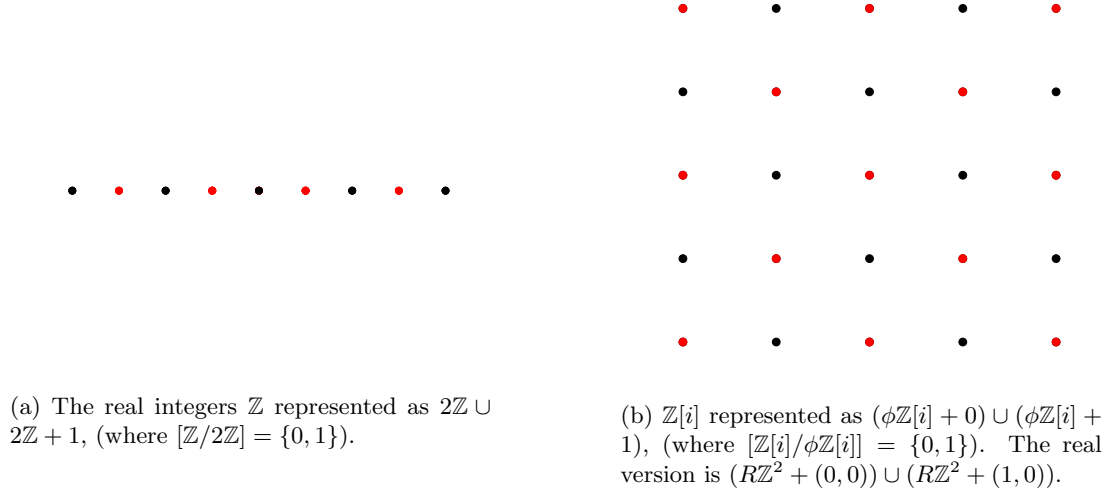 (a) The real integers ℤ represented as 2ℤ ∪
2ℤ + 1, (where [ℤ/2ℤ] = {0, 1}).
(b) ℤ[i] represented as (ϕℤ[i] + 0) ∪ (ϕℤ[i] +
1), (where [ℤ[i]/ϕℤ[i]] = {0, 1}). The real
version is (Rℤ² + (0, 0)) ∪ (Rℤ² + (1, 0)).